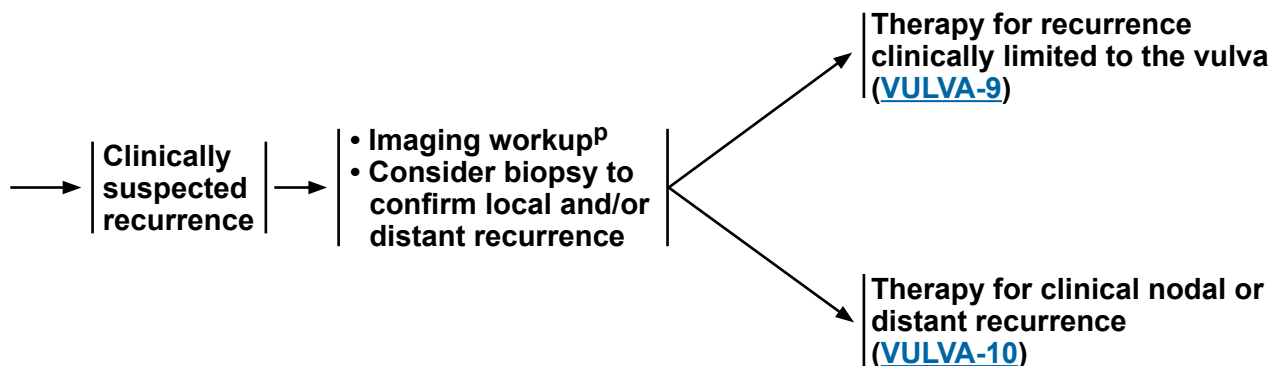 Clinically
suspected
recurrence
• Imaging workupᵖ
• Consider biopsy to
confirm local and/or
distant recurrence
Therapy for recurrence
clinically limited to the vulva
(VULVA-9)
Therapy for clinical nodal or
distant recurrence
(VULVA-10)